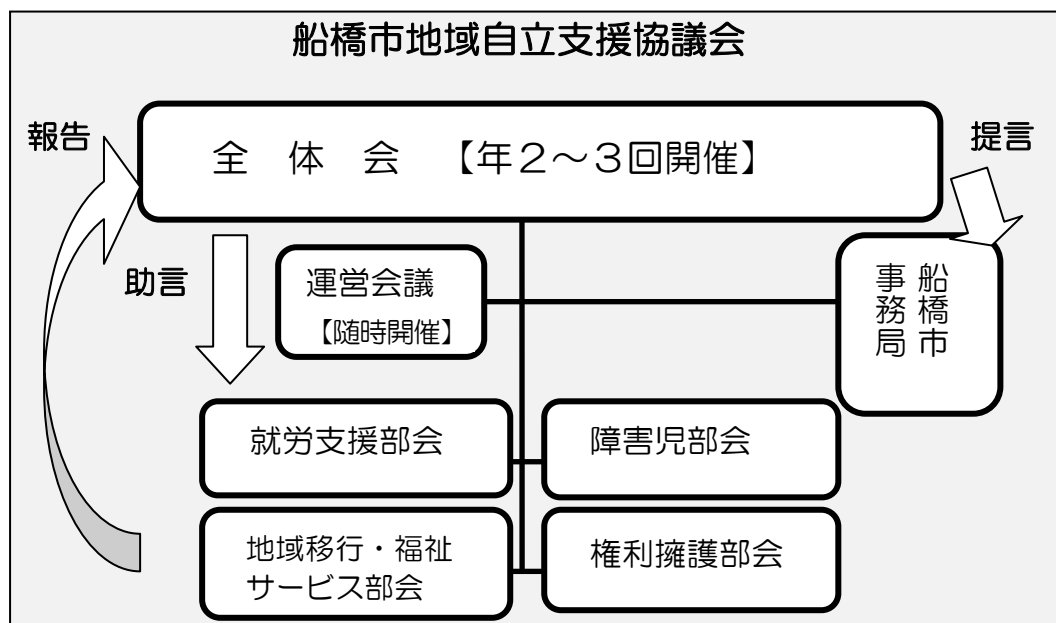 船橋市地域自立支援協議会
報告
全 体 会 【年２～３回開催】
提言
助言
運営会議
【随時開催】
船橋市
事務局
就労支援部会
障害児部会
地域移行・福祉
サービス部会
権利擁護部会